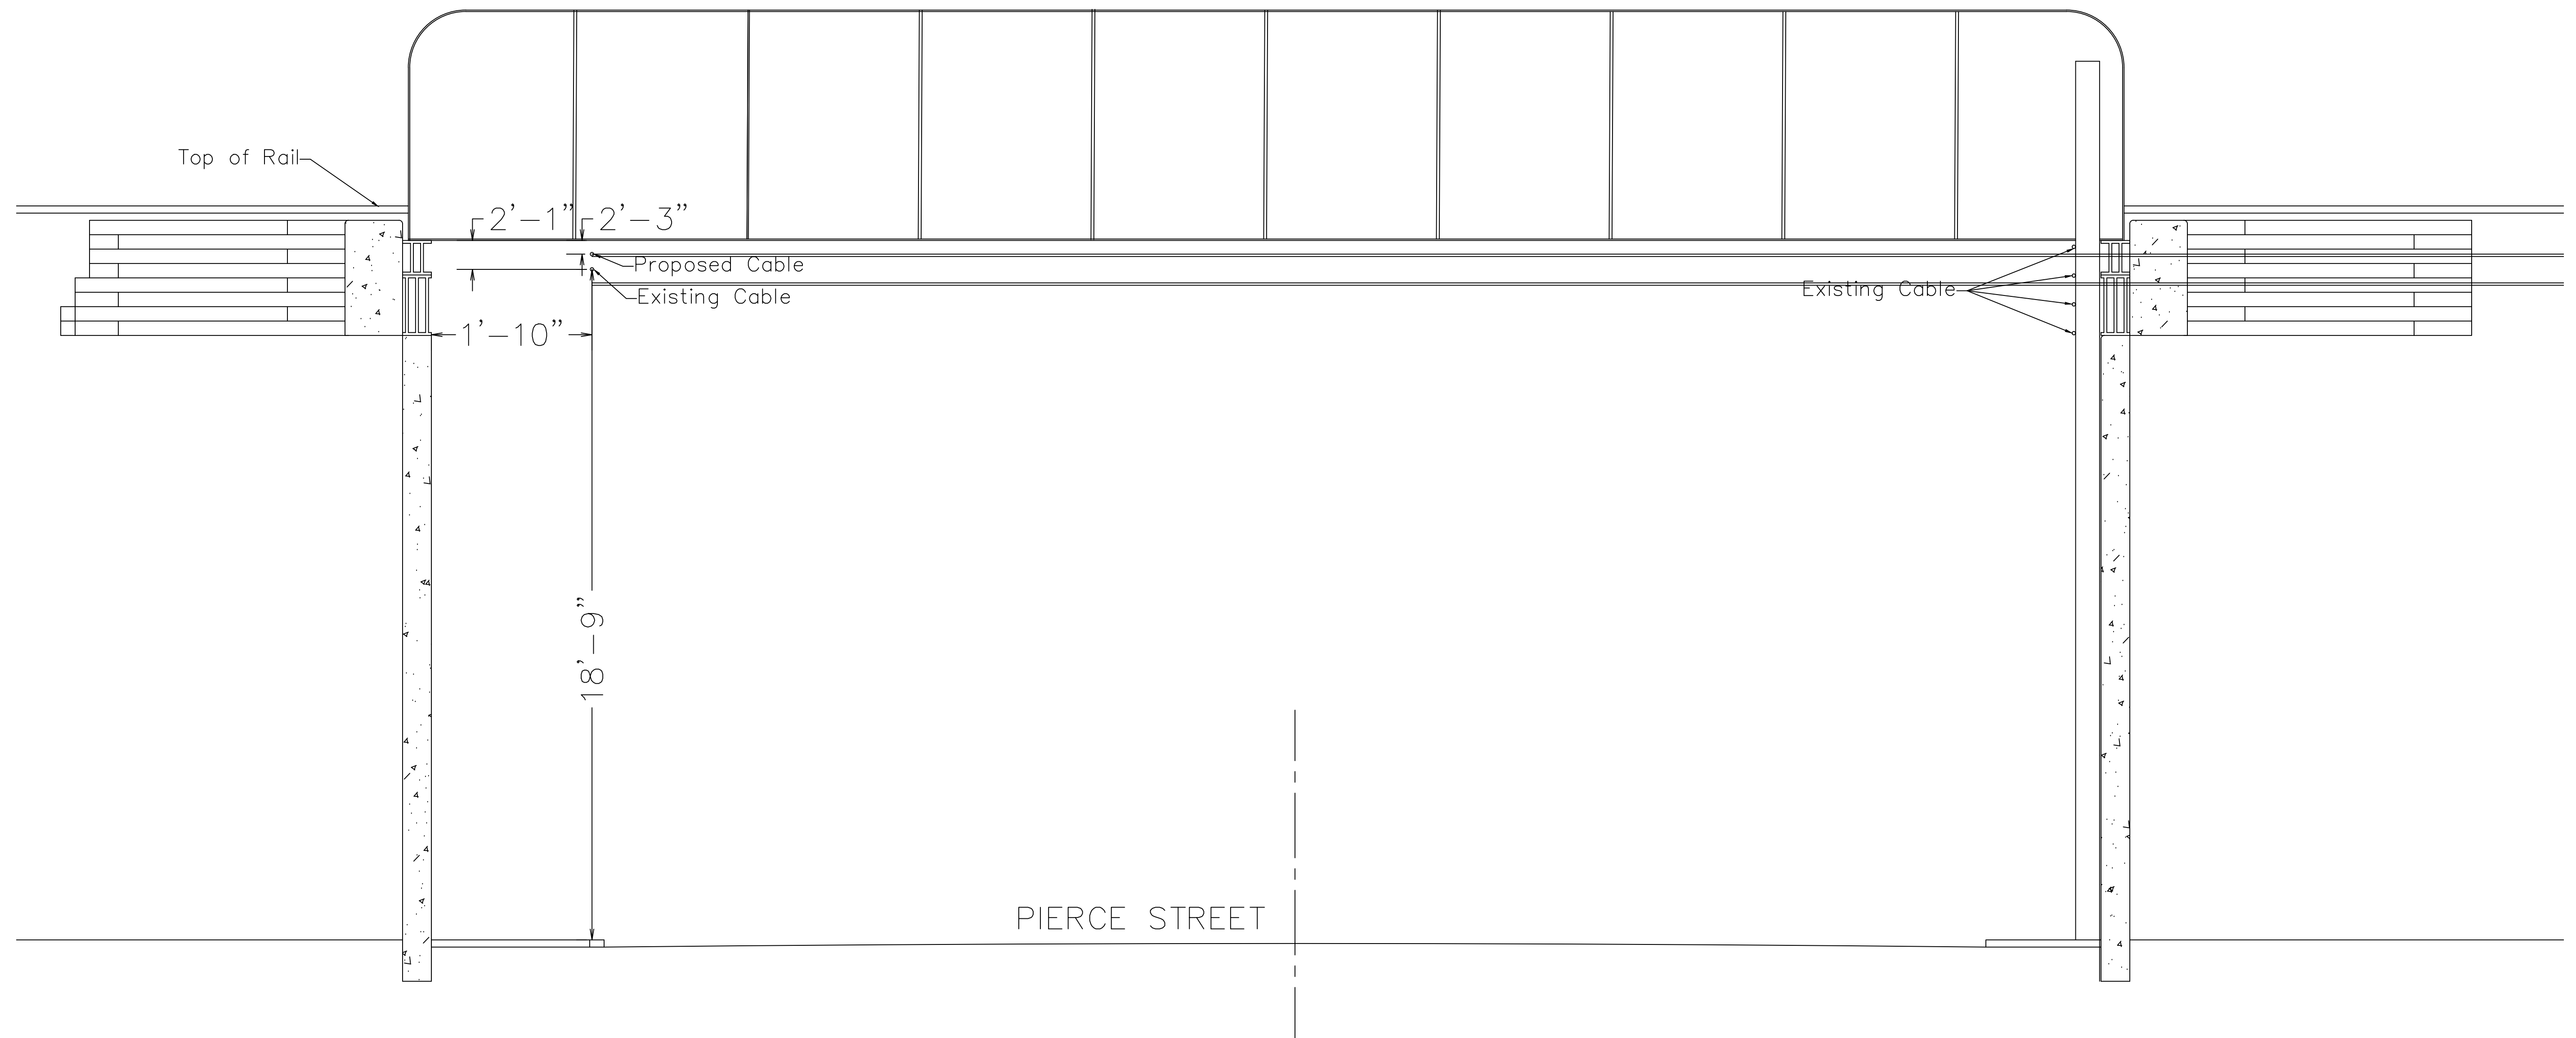 Top of Rail
2'-1" 2'-3"
Proposed Cable
Existing Cable
Existing Cable
1'-10"
18'-9"
PIERCE STREET